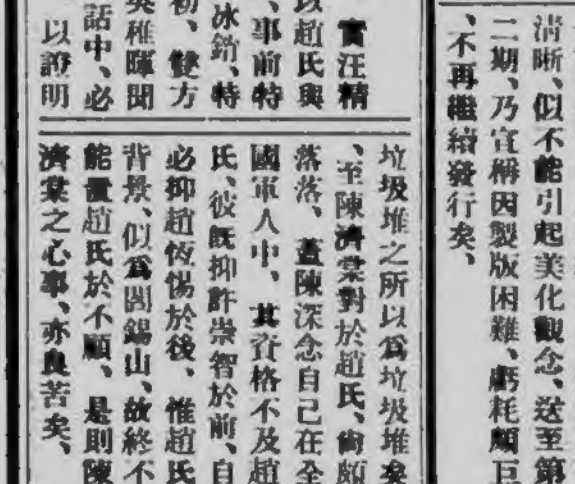 清晰、似不能引起美化觀念、送至第
二期、乃宣稱因製版困難、虧耗頗巨
、不再繼續發行矣、
實汪精
以趙氏與
、事前特
冰銷、特
初、雙方
吳稚暉聞
話中、必
以證明
垃圾堆之所以爲垃圾堆矣
、至陳濟棠對於趙氏、尙頗
落落、蓋陳深念自己在全
國軍人中、其資格不及趙
氏、彼旣抑許崇智於前、自
必抑趙恆惕於後、惟趙氏
背景、似爲閻錫山、故終不
能置趙氏於不顧、是則陳
濟棠之心事、亦良苦矣、